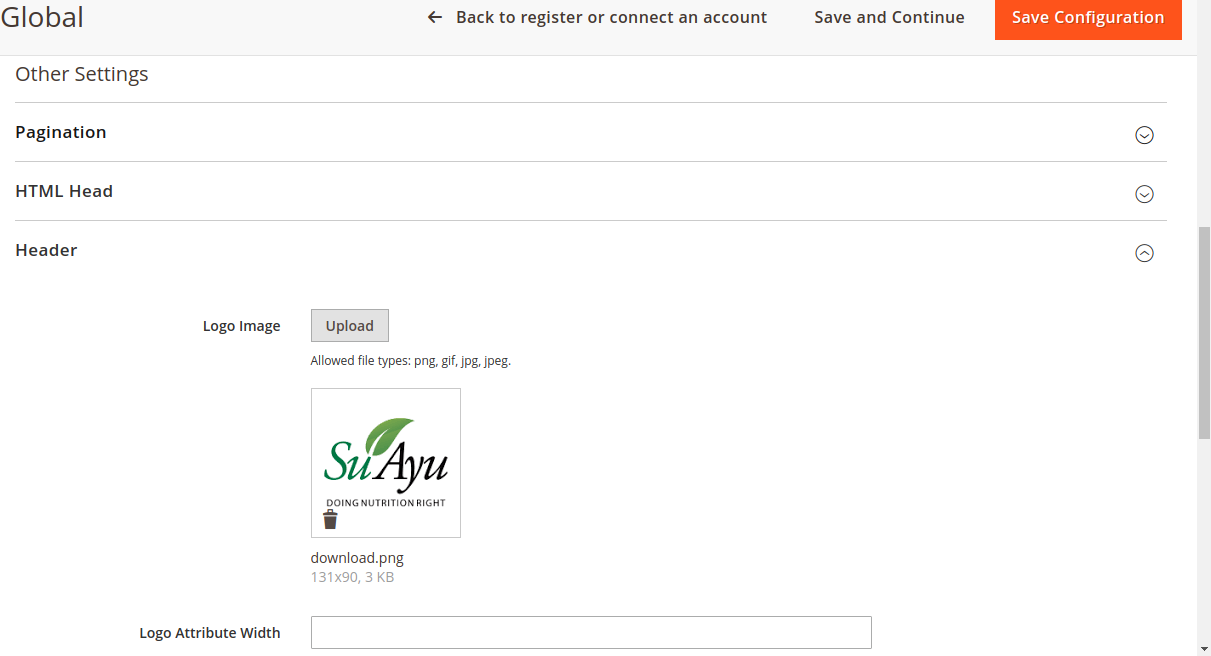 Global
Back to register or connect an account
Save and Continue
Save Configuration
Other Settings
Pagination
HTML Head
Header
Logo Image
Upload
Allowed file types: png, gif, jpg, jpeg.
SuAyu
DOING NUTRITION RIGHT
download.png
131x90, 3 KB
Logo Attribute Width